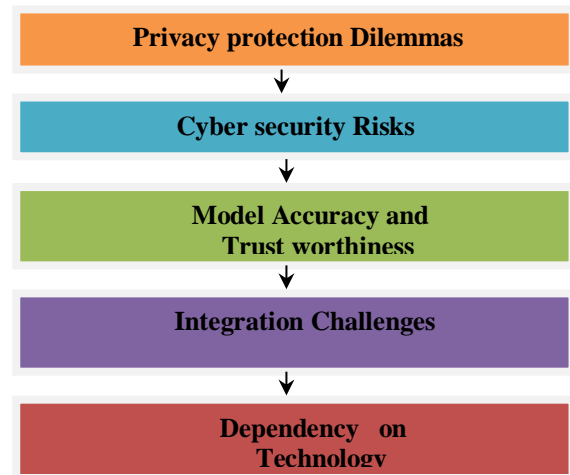 Privacy protection Dilemmas
Cyber security Risks
Model Accuracy and
Trust worthiness
Integration Challenges
Dependency on
Technology